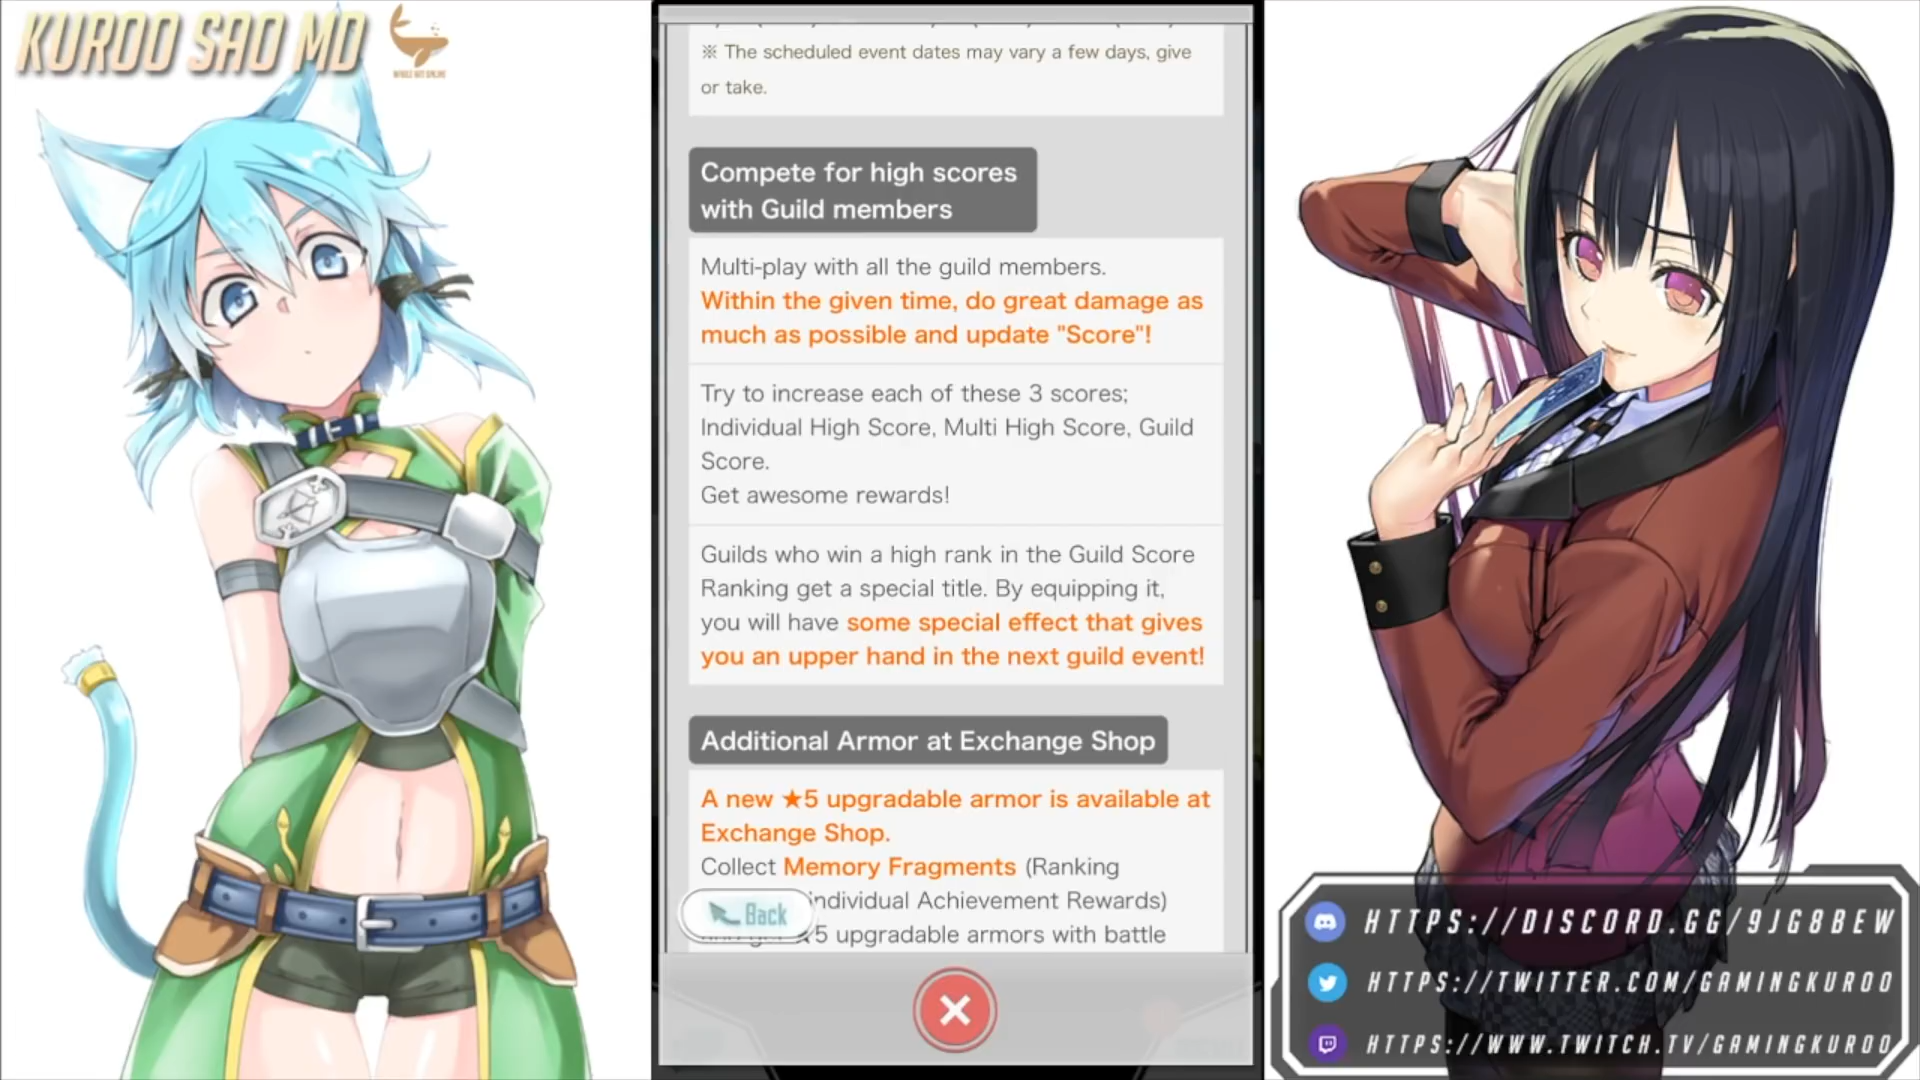 KUROO SAO MD
※ The scheduled event dates may vary a few days, give
or take.
Compete for high scores
with Guild members
Multi-play with all the guild members.
Within the given time, do great damage as
much as possible and update "Score"!
Try to increase each of these 3 scores;
Individual High Score, Multi High Score, Guild
Score.
Get awesome rewards!
Guilds who win a high rank in the Guild Score
Ranking get a special title. By equipping it,
you will have some special effect that gives
you an upper hand in the next guild event!
Additional Armor at Exchange Shop
A new ★5 upgradable armor is available at
Exchange Shop.
Collect Memory Fragments (Ranking
Individual Achievement Rewards)
5 upgradable armors with battle
Back
HTTPS://DISCORD.GG/9JG8BEW
HTTPS://TWITTER.COM/GAMINGKUROO
HTTPS://WWW.TWITCH.TV/GAMINGKUROO